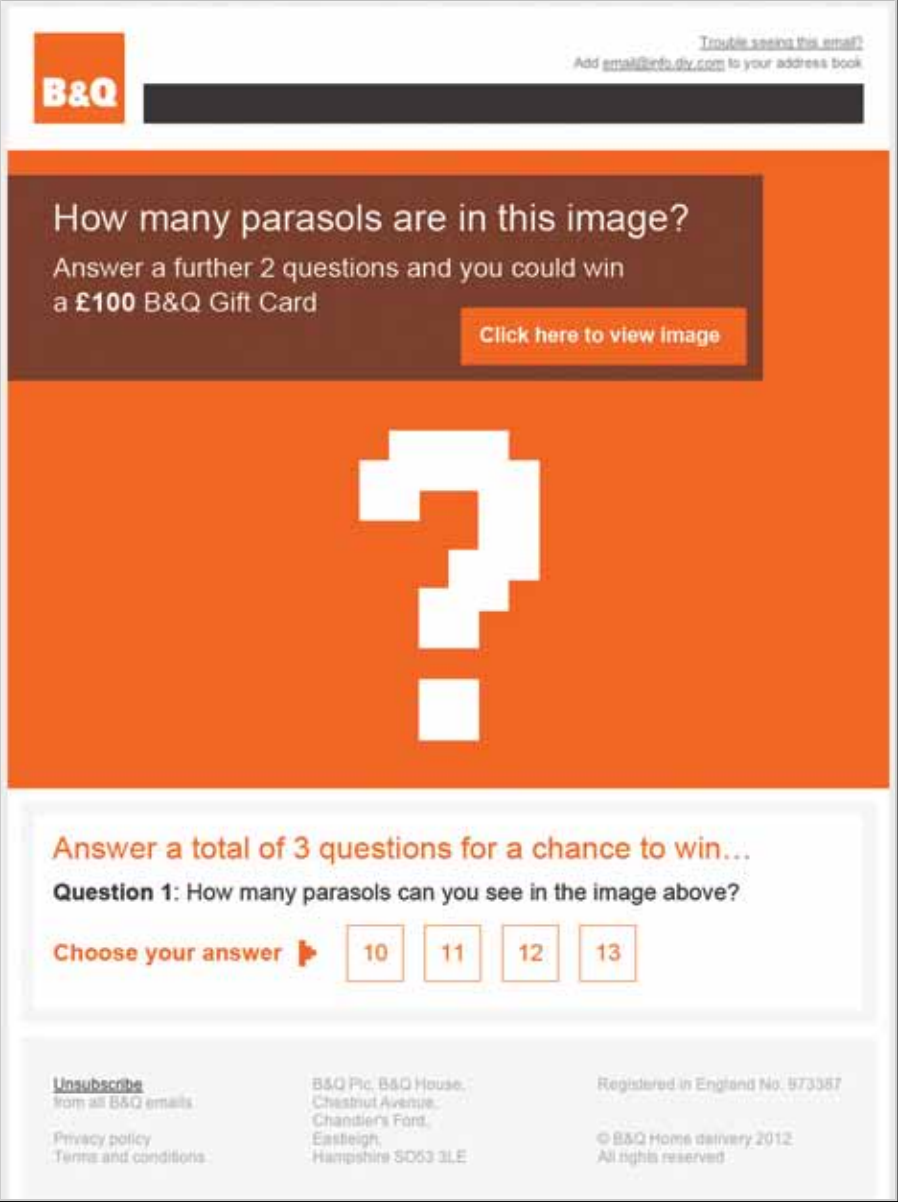 B&Q
Trouble seeing this email?
Add email@info.diy.com to your address book
How many parasols are in this image?
Answer a further 2 questions and you could win
a £100 B&Q Gift Card
Click here to view image
?
Answer a total of 3 questions for a chance to win...
Question 1: How many parasols can you see in the image above?
Choose your answer 10 11 12 13
Unsubscribe
from all B&Q emails
Privacy policy
Terms and conditions
B&Q Plc, B&Q House,
Chestnut Avenue,
Chandler's Ford,
Eastleigh,
Hampshire SO53 3LE
Registered in England No. 973387
© B&Q Home delivery 2012
All rights reserved